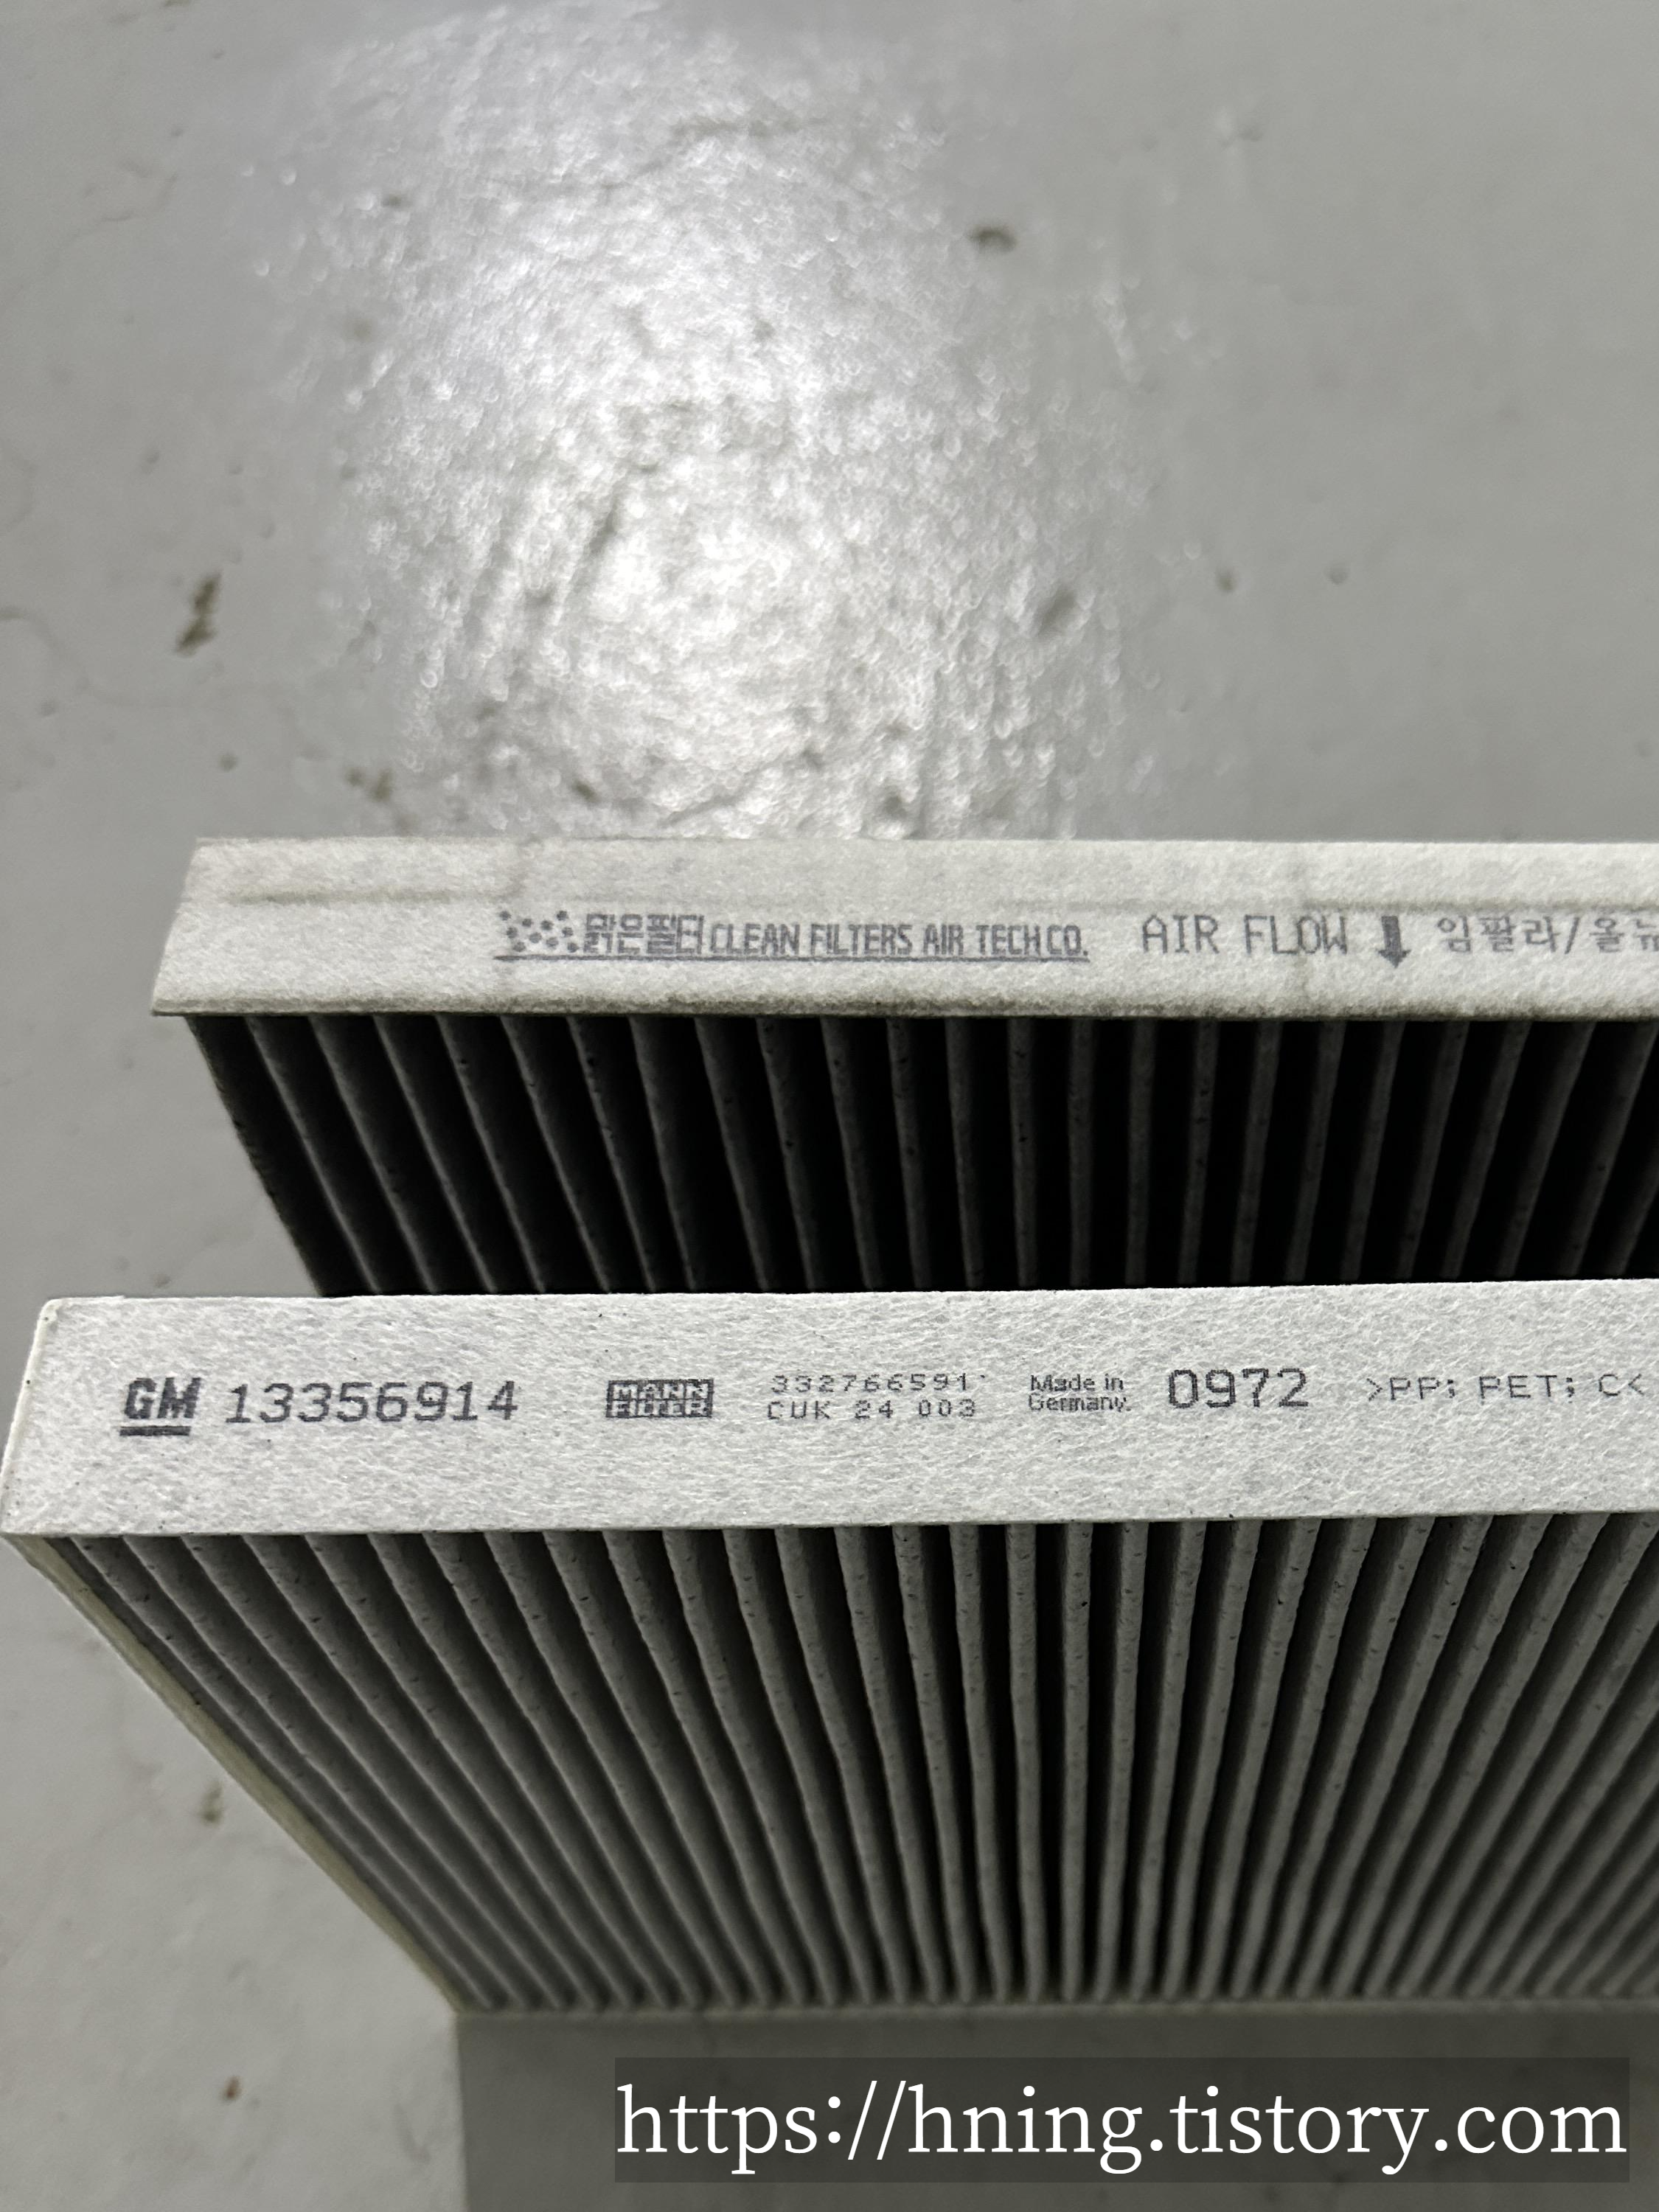 맑은필터 CLEAN FILTERS AIR TECH CO. AIR FLOW ↓ 임팔라/올뉴
GM 13356914 MANN FILTER 332766591 Made in Germany. 0972 >PP; PET; C<
CUK 24 003
https://hning.tistory.com